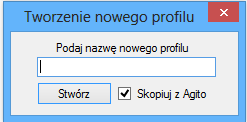 Tworzenie nowego profilu
Podaj nazwę nowego profilu
Stwórz Skopiuj z Agito